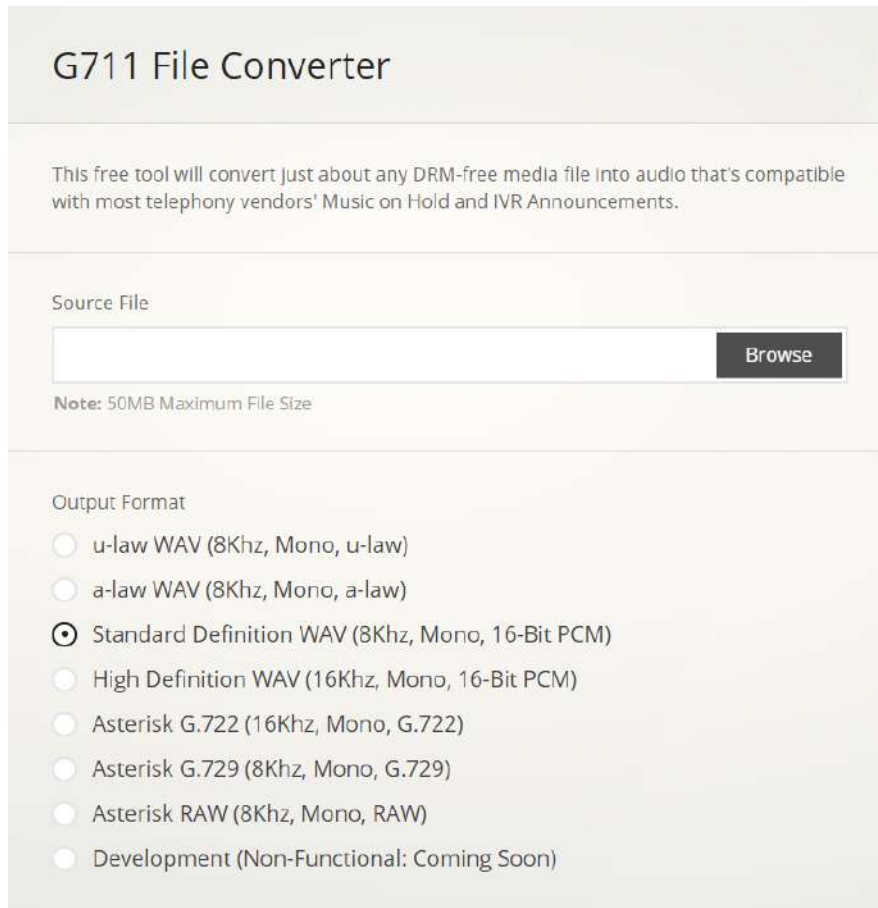 G711 File Converter
This free tool will convert just about any DRM-free media file into audio that's compatible
with most telephony vendors' Music on Hold and IVR Announcements.
Source File
Browse
Note: 50MB Maximum File Size
Output Format
u-law WAV (8Khz, Mono, u-law)
a-law WAV (8Khz, Mono, a-law)
Standard Definition WAV (8Khz, Mono, 16-Bit PCM)
High Definition WAV (16Khz, Mono, 16-Bit PCM)
Asterisk G.722 (16Khz, Mono, G.722)
Asterisk G.729 (8Khz, Mono, G.729)
Asterisk RAW (8Khz, Mono, RAW)
Development (Non-Functional: Coming Soon)